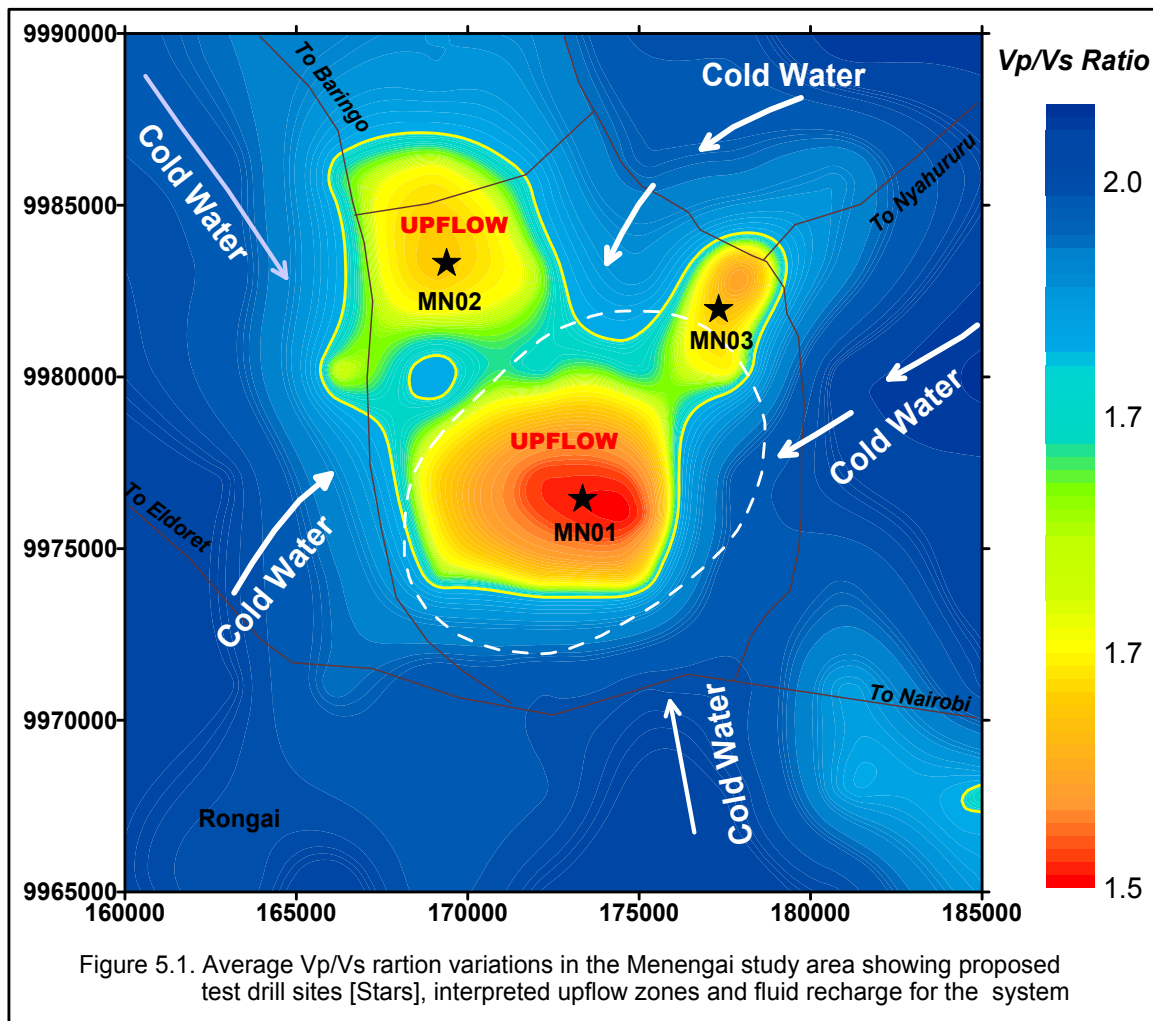 9990000
Vp/Vs Ratio
To Baringo
Cold Water
Cold Water
2.0
9985000
UPFLOW
To Nyahururu
MN02
MN03
9980000
1.7
Cold Water
UPFLOW
MN01
To Eldoret
9975000
Cold Water
1.7
9970000
To Nairobi
Cold Water
Rongai
9965000
1.5
160000 165000 170000 175000 180000 185000
Figure 5.1. Average Vp/Vs rartion variations in the Menengai study area showing proposed
test drill sites [Stars], interpreted upflow zones and fluid recharge for the system